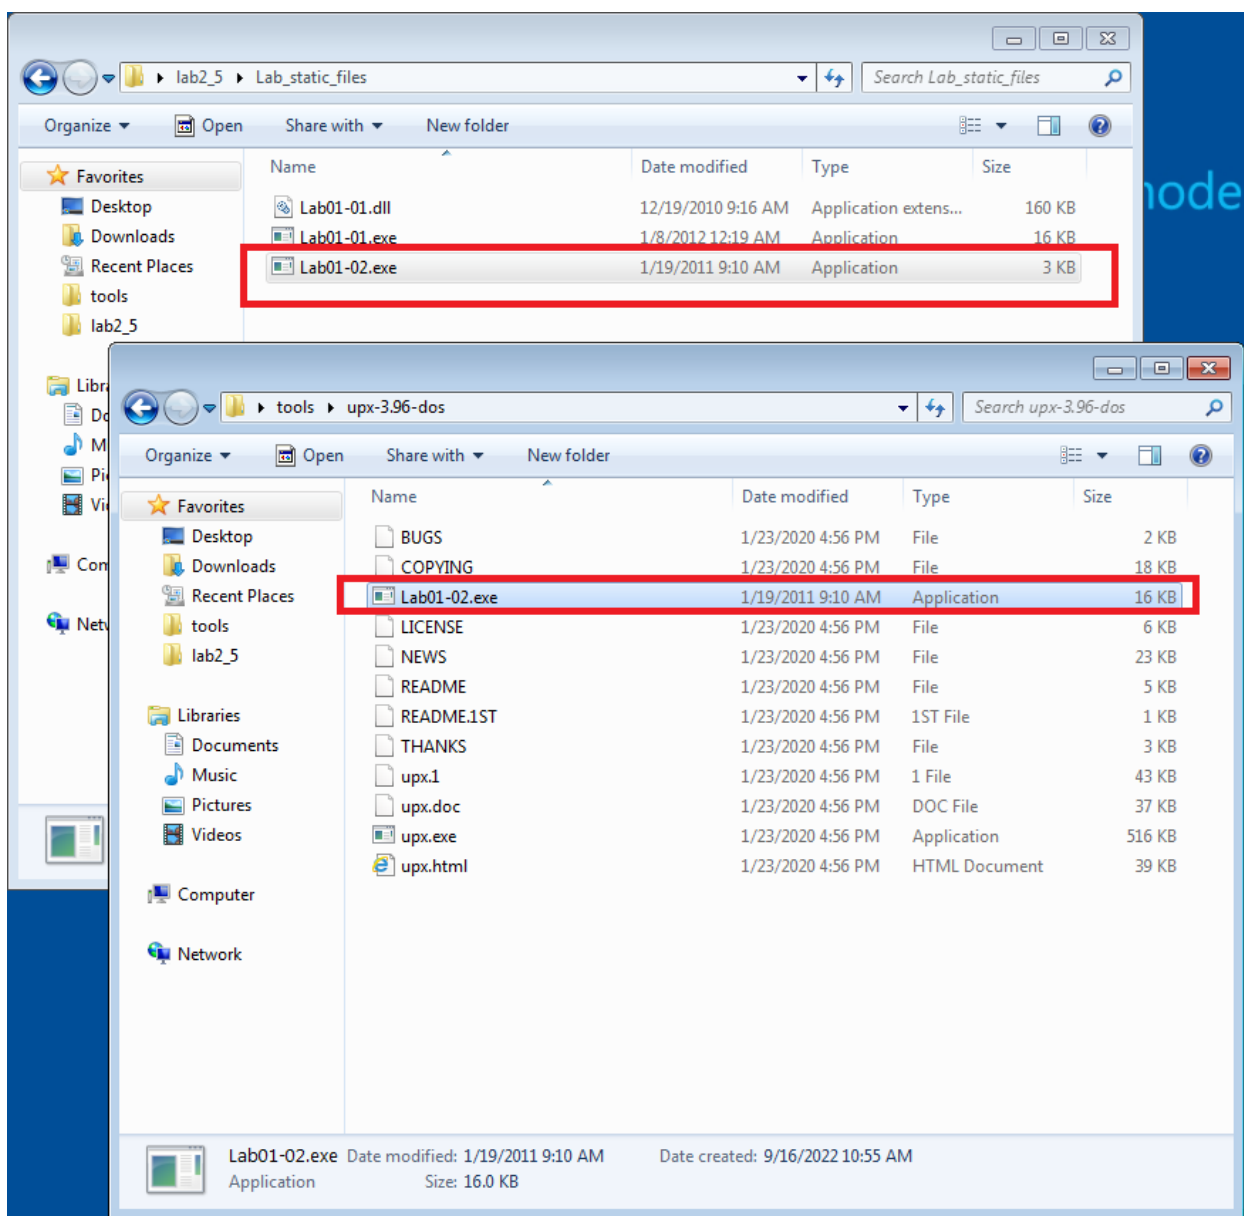 lab2_5 Lab_static_files
Search Lab_static_files
Organize Open Share with New folder
Name Date modified Type Size
Favorites
Desktop
Downloads
Recent Places
tools
lab2_5
Lab01-01.dll 12/19/2010 9:16 AM Application extens... 160 KB
Lab01-01.exe 1/8/2012 12:19 AM Application 16 KB
Lab01-02.exe 1/19/2011 9:10 AM Application 3 KB
node
Libr
Do
M
Pi
Vi
Com
Netw
tools upx-3.96-dos
Search upx-3.96-dos
Organize Open Share with New folder
Name Date modified Type Size
Favorites
Desktop
Downloads
Recent Places
tools
lab2_5
Libraries
Documents
Music
Pictures
Videos
Computer
Network
BUGS 1/23/2020 4:56 PM File 2 KB
COPYING 1/23/2020 4:56 PM File 18 KB
Lab01-02.exe 1/19/2011 9:10 AM Application 16 KB
LICENSE 1/23/2020 4:56 PM File 6 KB
NEWS 1/23/2020 4:56 PM File 23 KB
README 1/23/2020 4:56 PM File 5 KB
README.1ST 1/23/2020 4:56 PM 1ST File 1 KB
THANKS 1/23/2020 4:56 PM File 3 KB
upx.1 1/23/2020 4:56 PM 1 File 43 KB
upx.doc 1/23/2020 4:56 PM DOC File 37 KB
upx.exe 1/23/2020 4:56 PM Application 516 KB
upx.html 1/23/2020 4:56 PM HTML Document 39 KB
Lab01-02.exe Date modified: 1/19/2011 9:10 AM Date created: 9/16/2022 10:55 AM
Application Size: 16.0 KB